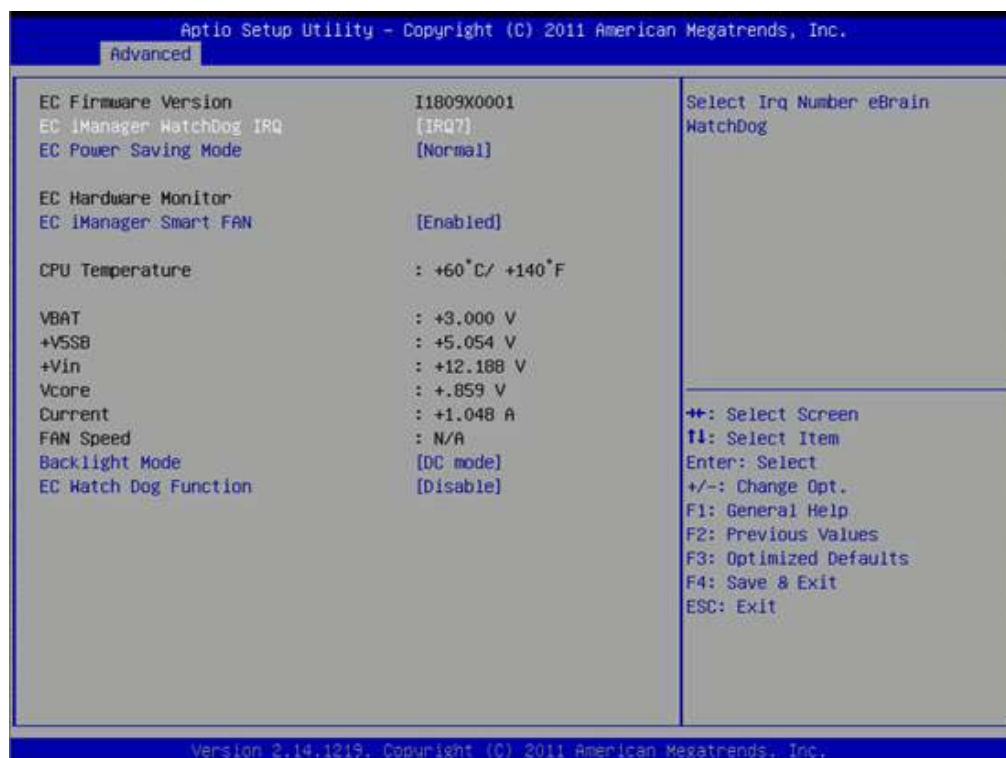 Aptio Setup Utility - Copyright (C) 2011 American Megatrends, Inc.
Advanced
EC Firmware Version I1809X0001
EC iManager WatchDog IRQ [IRQ7]
EC Power Saving Mode [Normal]
EC Hardware Monitor
EC iManager Smart FAN [Enabled]
CPU Temperature : +60°C/ +140°F
VBAT : +3.000 V
+V5SB : +5.054 V
+Vin : +12.188 V
Vcore : +.859 V
Current : +1.048 A
FAN Speed : N/A
Backlight Mode [DC mode]
EC Watch Dog Function [Disable]
Select Irq Number eBrain
WatchDog
→←: Select Screen
↑↓: Select Item
Enter: Select
+/-: Change Opt.
F1: General Help
F2: Previous Values
F3: Optimized Defaults
F4: Save & Exit
ESC: Exit
Version 2.14.1219. Copyright (C) 2011 American Megatrends, Inc.